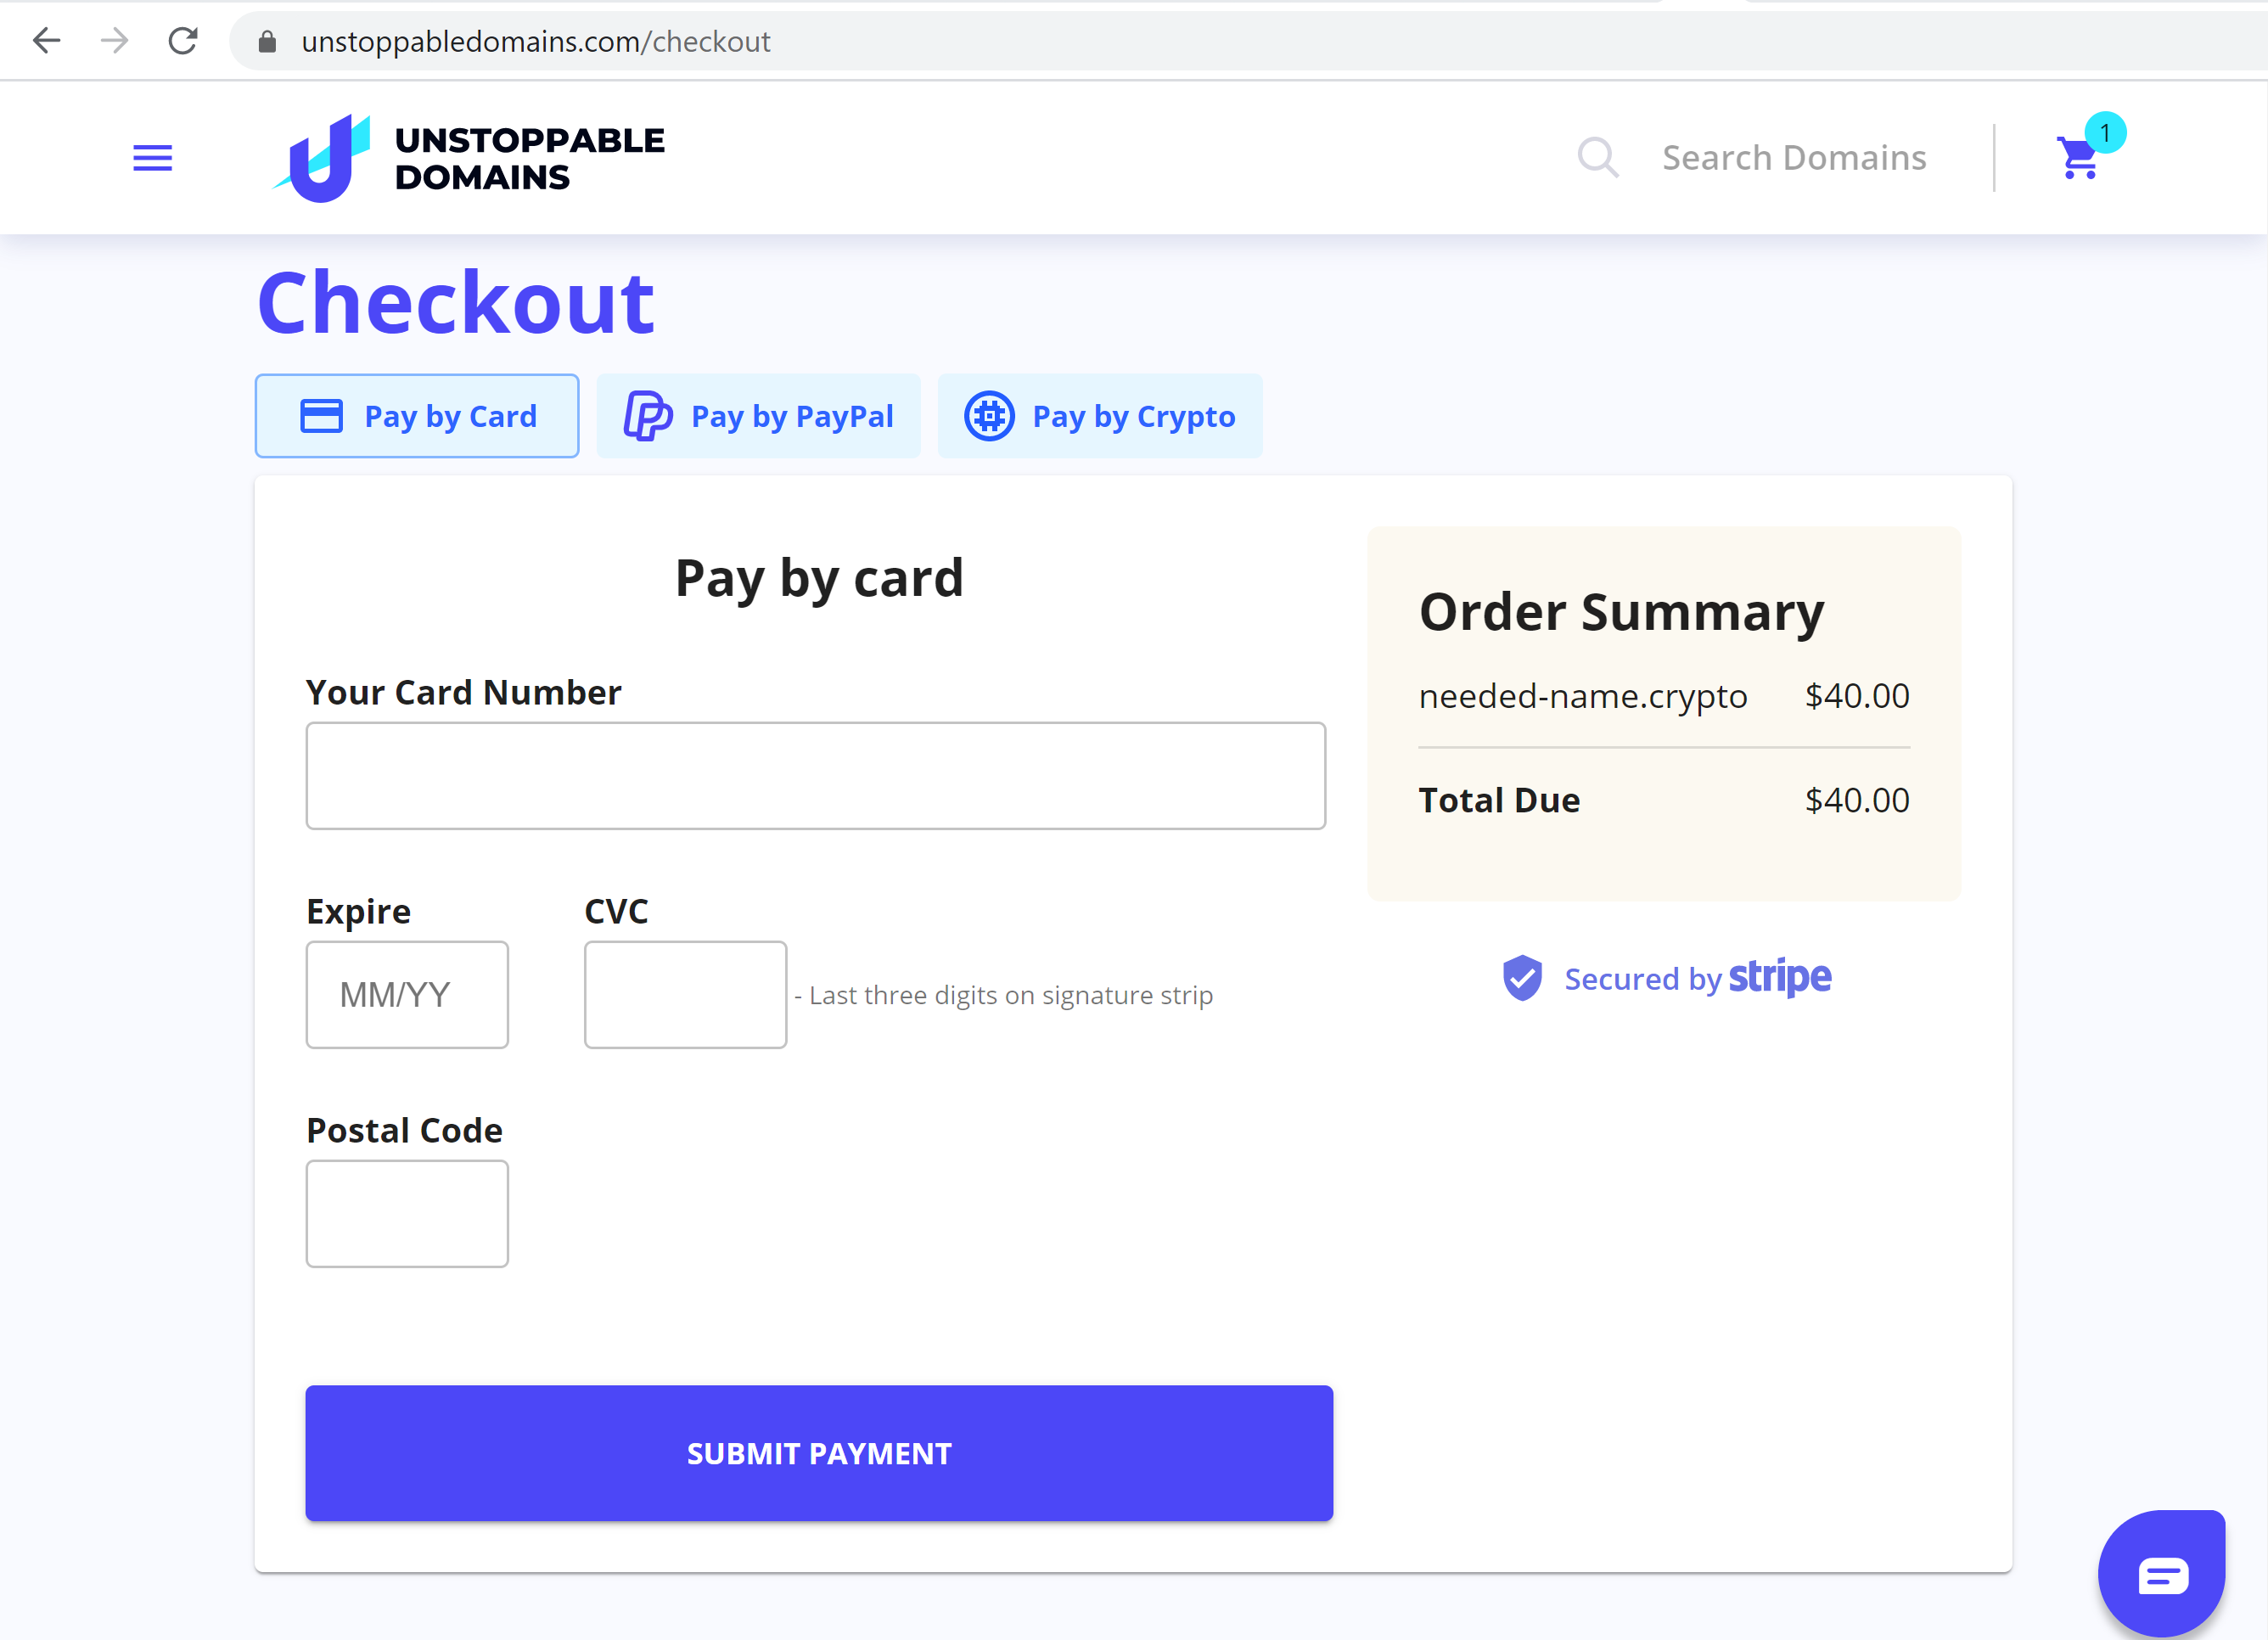 unstoppabledomains.com/checkout
UNSTOPPABLE
DOMAINS
Search Domains
1
Checkout
Pay by Card
Pay by PayPal
Pay by Crypto
Pay by card
Your Card Number
Expire
CVC
MM/YY
- Last three digits on signature strip
Postal Code
SUBMIT PAYMENT
Order Summary
needed-name.crypto $40.00
Total Due $40.00
Secured by stripe